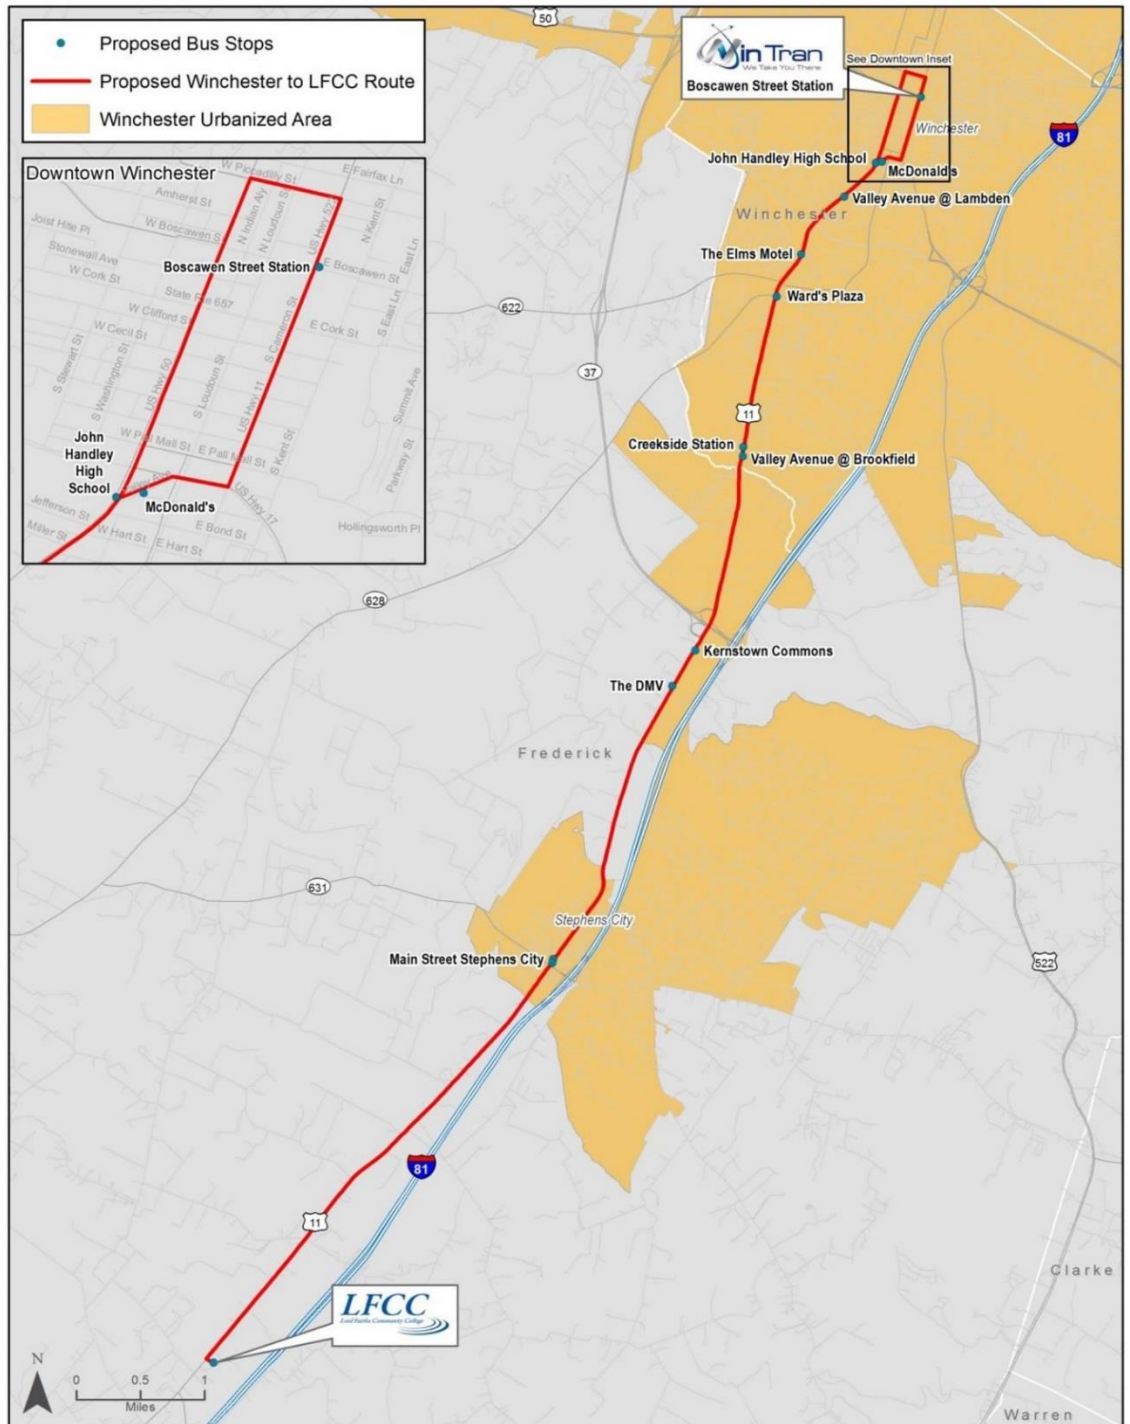 Proposed Bus Stops
Proposed Winchester to LFCC Route
Winchester Urbanized Area
50
Win Tran
We Take You There
Boscawen Street Station
See Downtown Inset
Winchester
81
John Handley High School
McDonald's
Valley Avenue @ Lambden
Winchester
The Elms Motel
Ward's Plaza
622
37
11
Creekside Station
Valley Avenue @ Brookfield
Downtown Winchester
W Piccadilly St
E Fairfax Ln
Amherst St
N Indian Aly
N Loudoun St
US Hwy 522
N Kent St
Joist Hite Pl
W Boscawen S
Stonewall Ave
Boscawen Street Station
E Boscawen St
East Ln
W Cork St
State Rte 657
W Clifford St
S Cameron St
E Cork St
S East Ln
W Cecil St
S Stewart St
S Washington St
US Hwy 50
S Loudoun St
US Hwy 11
Summit Ave
W Pall Mall St
E Pall Mall St
S Kent St
Parkway St
John
Handley
High
School
McDonald's
US Hwy 17
Jefferson St
Miller St
W Hart St
E Hart St
E Bond St
Hollingsworth Pl
628
Kernstown Commons
The DMV
Frederick
631
Stephens City
Main Street Stephens City
522
81
11
Clarke
LFCC
Lord Fairfax Community College
N
0 0.5 1
Miles
Warren